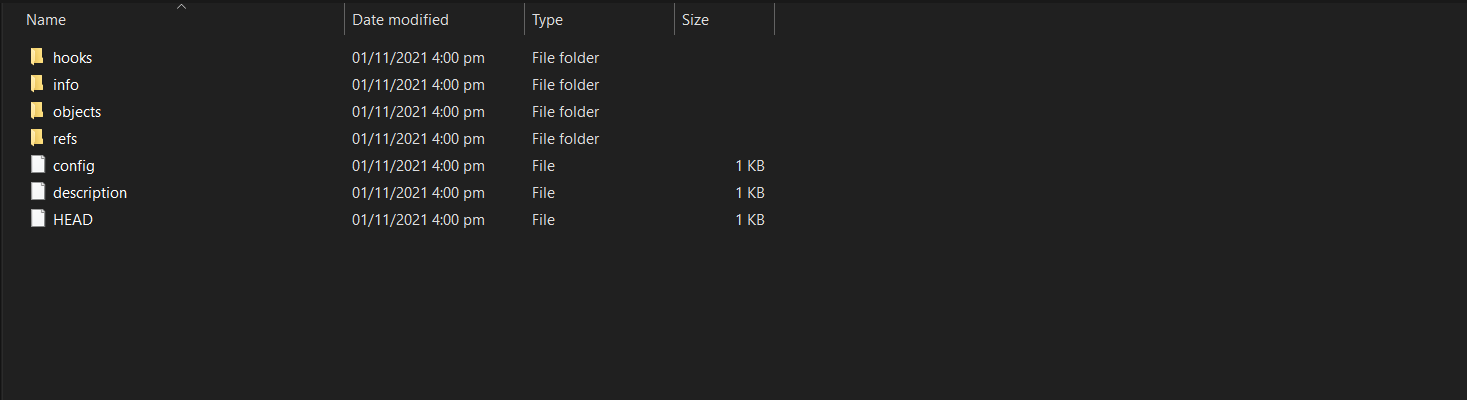 Name Date modified Type Size
hooks 01/11/2021 4:00 pm File folder
info 01/11/2021 4:00 pm File folder
objects 01/11/2021 4:00 pm File folder
refs 01/11/2021 4:00 pm File folder
config 01/11/2021 4:00 pm File 1 KB
description 01/11/2021 4:00 pm File 1 KB
HEAD 01/11/2021 4:00 pm File 1 KB